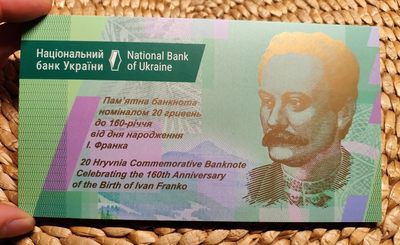 Національний
банк України
National Bank
of Ukraine
Пам'ятна банкнота
номіналом 20 гривень
до 160-річчя
від дня народження
І. Франка
20 Hryvnia Commemorative Banknote
Celebrating the 160th Anniversary
of the Birth of Ivan Franko